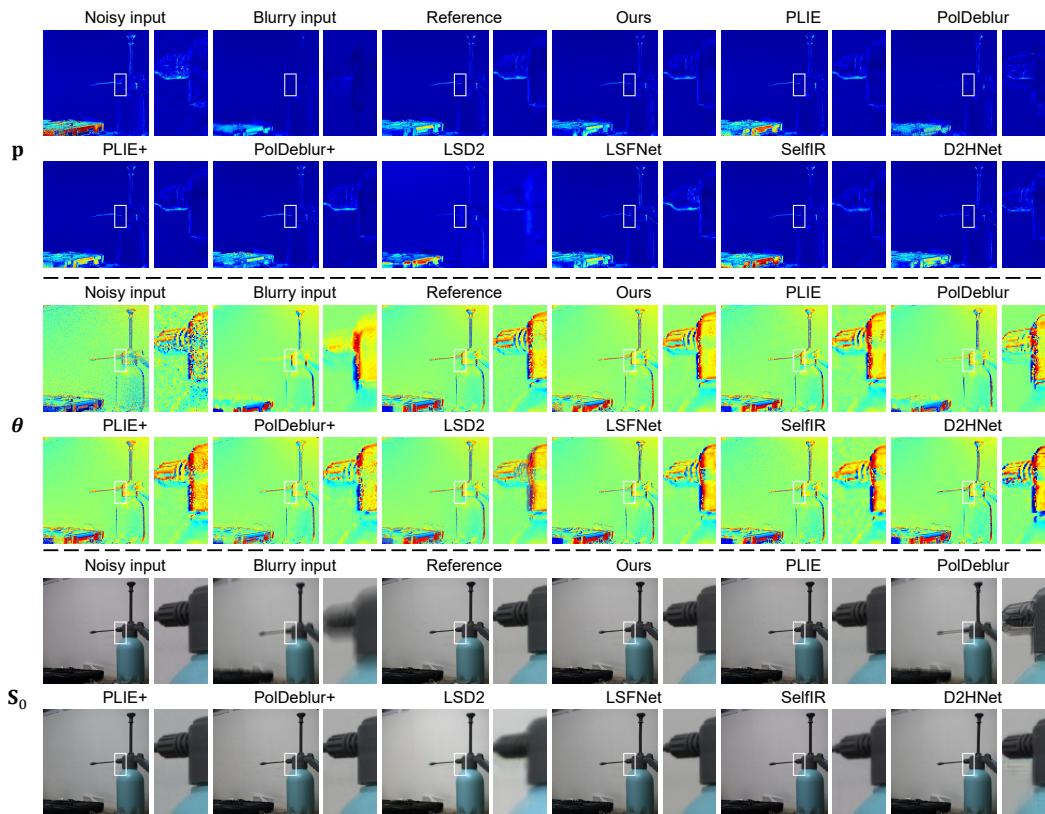 Noisy input Blurry input Reference Ours PLIE PolDeblur
p
PLIE+ PolDeblur+ LSD2 LSFNet SelfIR D2HNet
Noisy input Blurry input Reference Ours PLIE PolDeblur
θ
PLIE+ PolDeblur+ LSD2 LSFNet SelfIR D2HNet
Noisy input Blurry input Reference Ours PLIE PolDeblur
S₀
PLIE+ PolDeblur+ LSD2 LSFNet SelfIR D2HNet